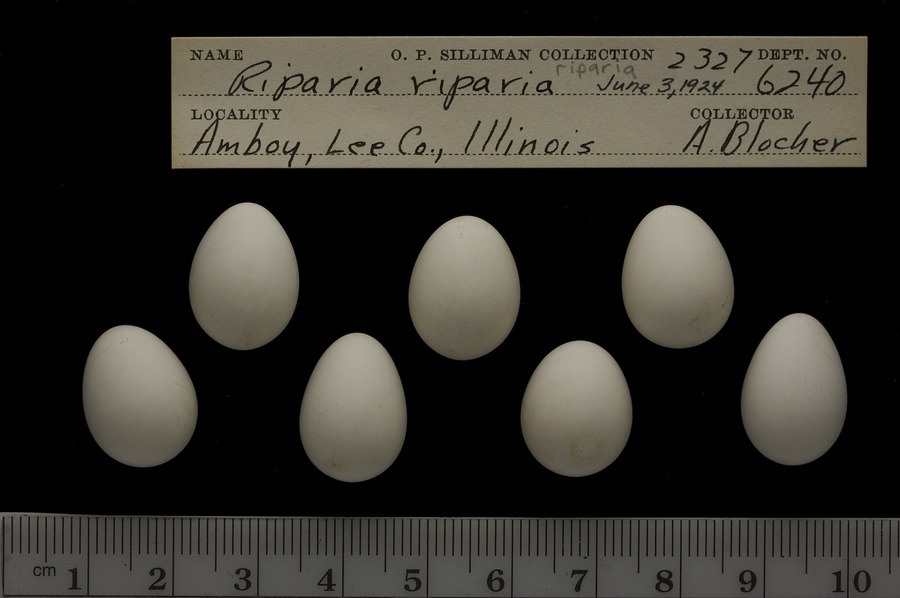 NAME O. P. SILLIMAN COLLECTION 2327 DEPT. NO.
Riparia riparia riparia June 3, 1924 6240
LOCALITY COLLECTOR
Amboy, Lee Co., Illinois A. Blocher
cm 1 2 3 4 5 6 7 8 9 10